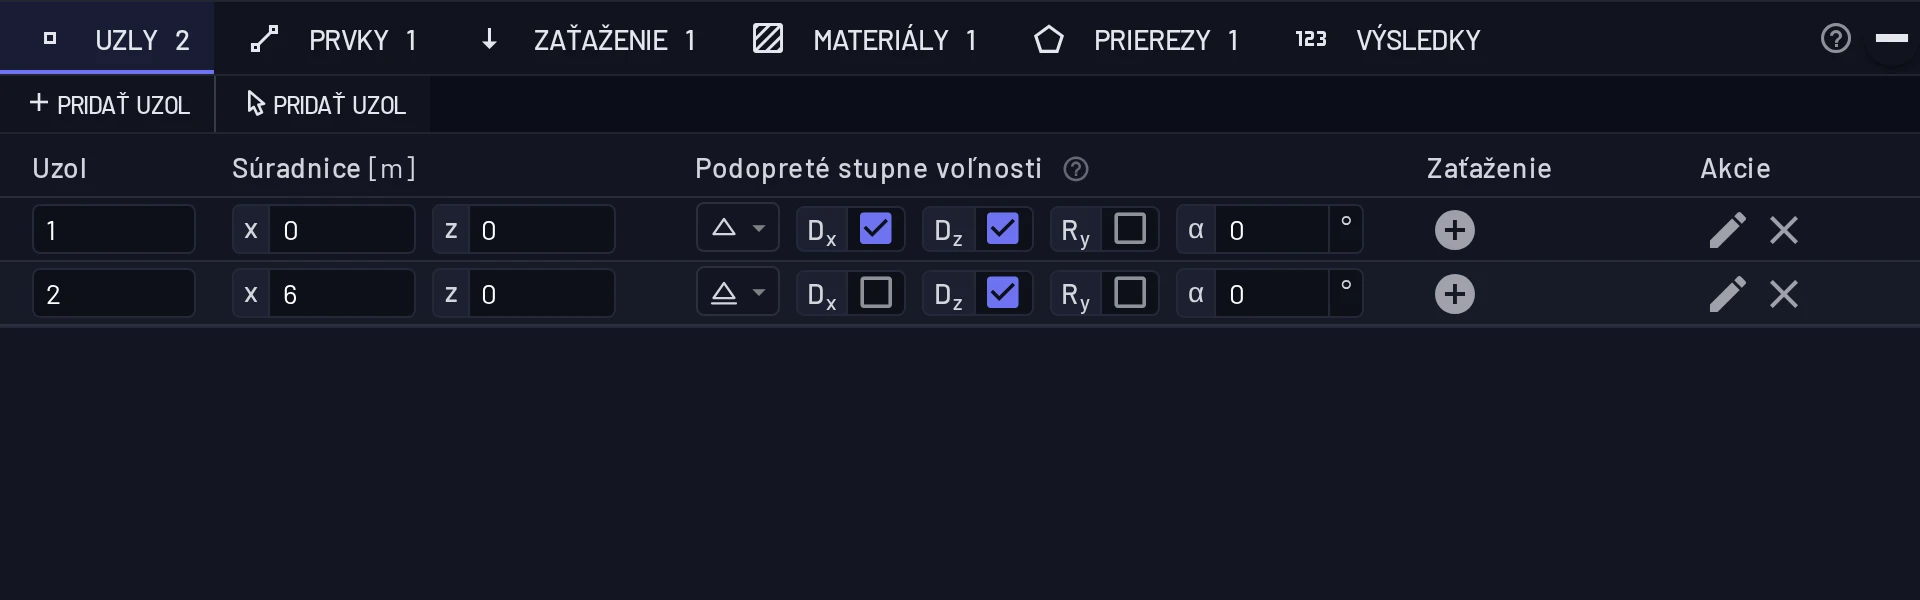 UZLY 2 PRVKY 1 ZAŤAŽENIE 1 MATERIÁLY 1 PRIEREZY 1 123 VÝSLEDKY
PRIDAŤ UZOL PRIDAŤ UZOL
Uzol Súradnice [m] Podopreté stupne voľnosti Zaťaženie Akcie
1 x 0 z 0 Dx Dz Ry α 0 °
2 x 6 z 0 Dx Dz Ry α 0 °